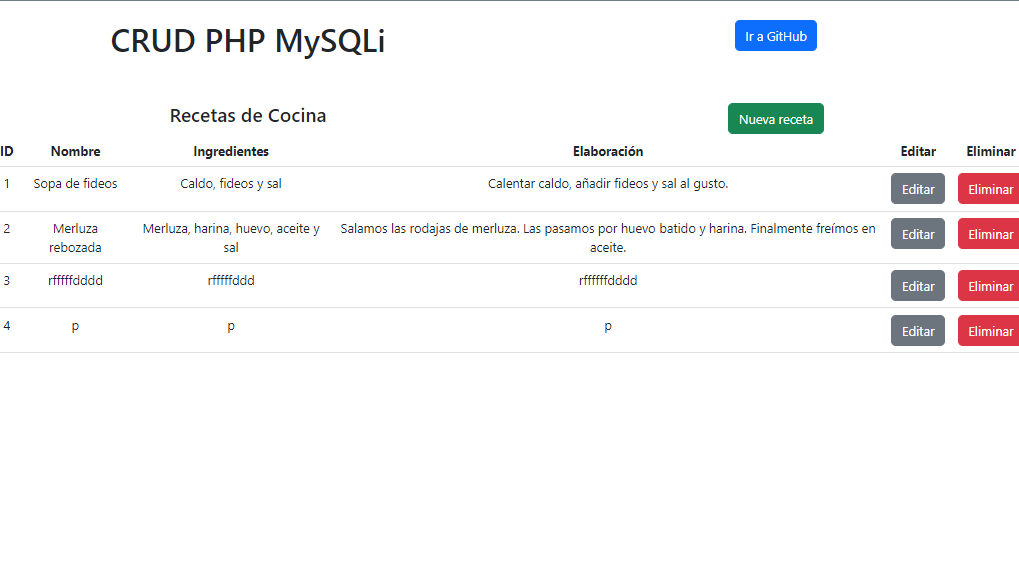 CRUD PHP MySQLi
Ir a GitHub
Recetas de Cocina
Nueva receta
ID Nombre Ingredientes Elaboración Editar Eliminar
1 Sopa de fideos Caldo, fideos y sal Calentar caldo, añadir fideos y sal al gusto. Editar Eliminar
2 Merluza rebozada Merluza, harina, huevo, aceite y sal Salamos las rodajas de merluza. Las pasamos por huevo batido y harina. Finalmente freímos en aceite. Editar Eliminar
3 rfffffdddd rfffffddd rffffffdddd Editar Eliminar
4 p p p Editar Eliminar